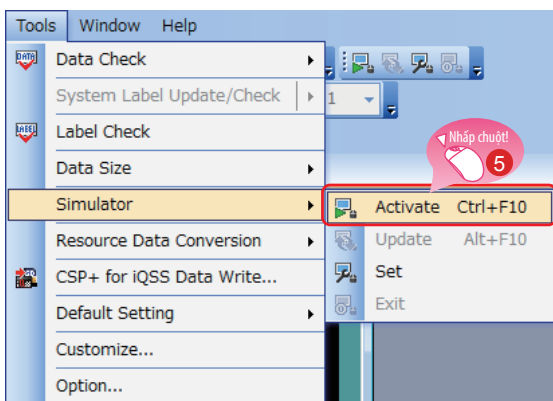 Tools Window Help
DATA Data Check
System Label Update/Check 1
LABEL Label Check
Data Size
Nhấp chuột!
5
Simulator
Activate Ctrl+F10
Resource Data Conversion
Update Alt+F10
CSP+ for iQSS Data Write...
Set
Default Setting
Exit
Customize...
Option...